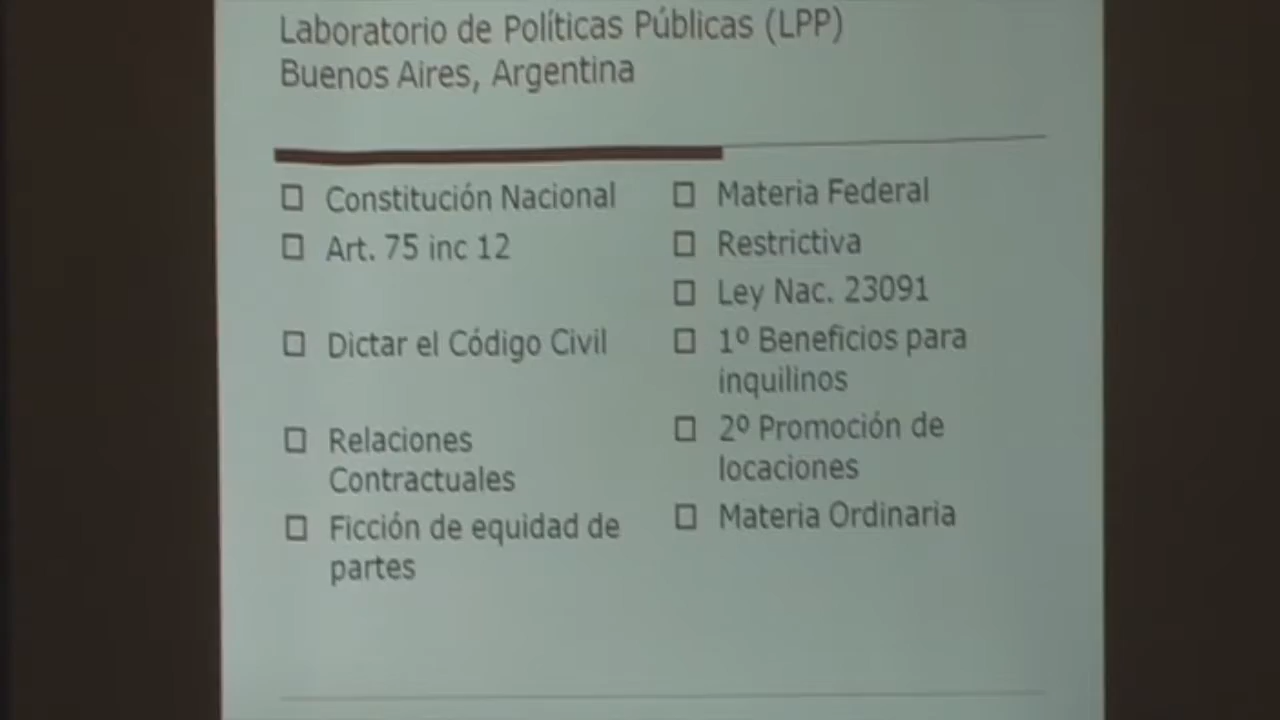 Laboratorio de Políticas Públicas (LPP)
Buenos Aires, Argentina
Constitución Nacional
Art. 75 inc 12
Dictar el Código Civil
Relaciones
Contractuales
Ficción de equidad de
partes
Materia Federal
Restrictiva
Ley Nac. 23091
1º Beneficios para
inquilinos
2º Promoción de
locaciones
Materia Ordinaria